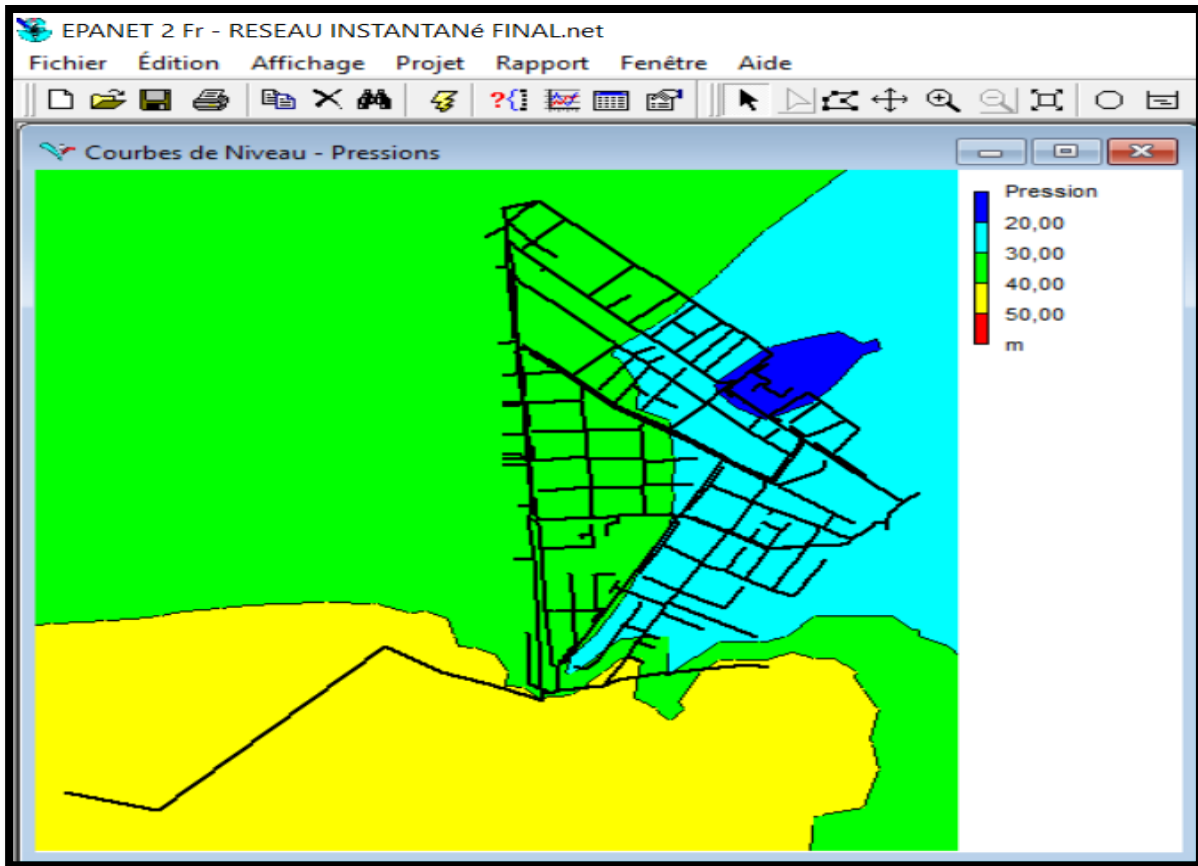 EPANET 2 Fr - RESEAU INSTANTANé FINAL.net
Fichier Édition Affichage Projet Rapport Fenêtre Aide
Courbes de Niveau - Pressions
Pression
20,00
30,00
40,00
50,00
m